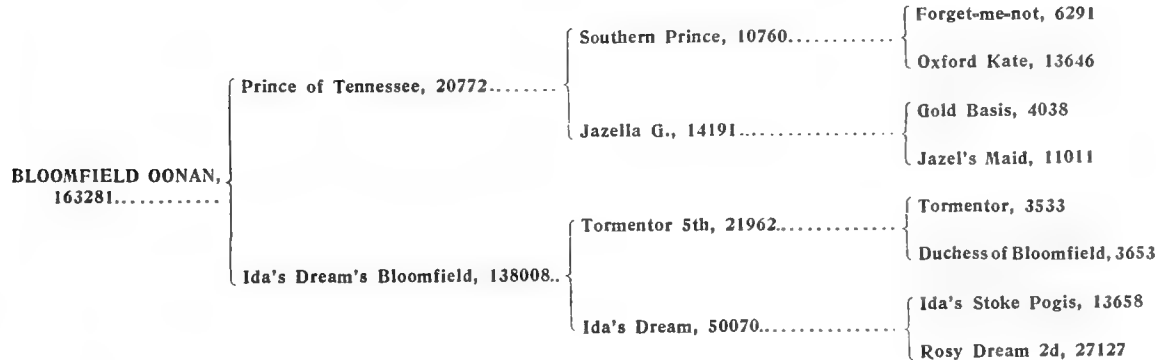 Forget-me-not, 6291
Southern Prince, 10760............
Oxford Kate, 13646
Prince of Tennessee, 20772.......
Gold Basis, 4038
Jazella G., 14191..................
Jazel's Maid, 11011
BLOOMFIELD OONAN,
163281............
Tormentor, 3533
Tormentor 5th, 21962..............
Duchess of Bloomfield, 3653
Ida's Dream's Bloomfield, 138008..
Ida's Stoke Pogis, 13658
Ida's Dream, 50070................
Rosy Dream 2d, 27127